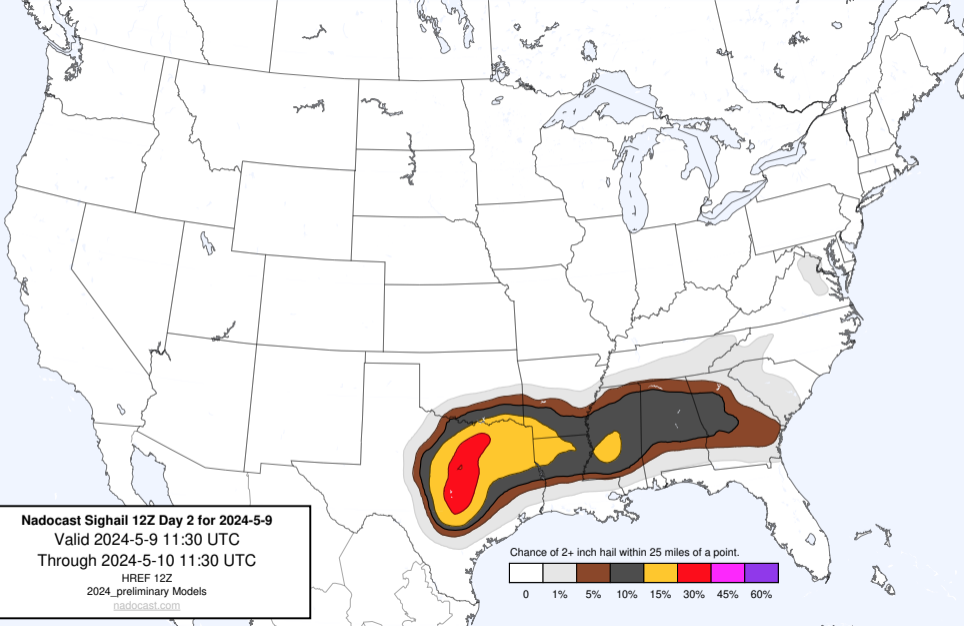 Nadocast Sighail 12Z Day 2 for 2024-5-9
Valid 2024-5-9 11:30 UTC
Through 2024-5-10 11:30 UTC
HREF 12Z
2024_preliminary Models
nadocast.com
Chance of 2+ inch hail within 25 miles of a point.
0 1% 5% 10% 15% 30% 45% 60%